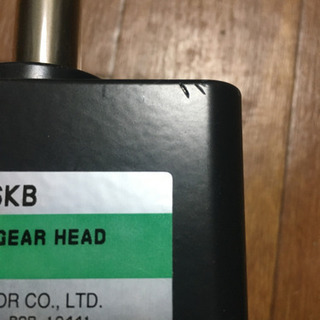 SKB
GEAR HEAD
OR CO., LTD.